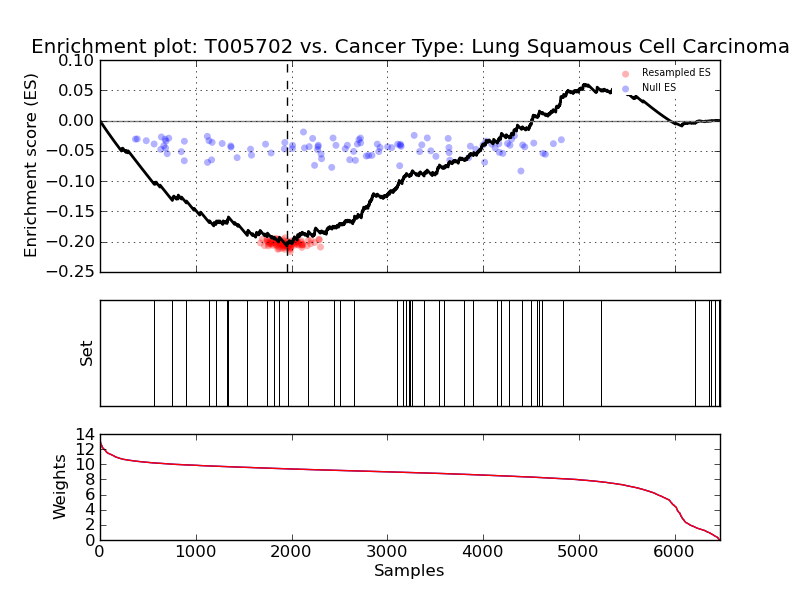 Enrichment plot: T005702 vs. Cancer Type: Lung Squamous Cell Carcinoma
Enrichment score (ES)
0.10
0.05
0.00
−0.05
−0.10
−0.15
−0.20
−0.25
Resampled ES
Null ES
Set
Weights
14
12
10
8
6
4
2
0
0 1000 2000 3000 4000 5000 6000
Samples